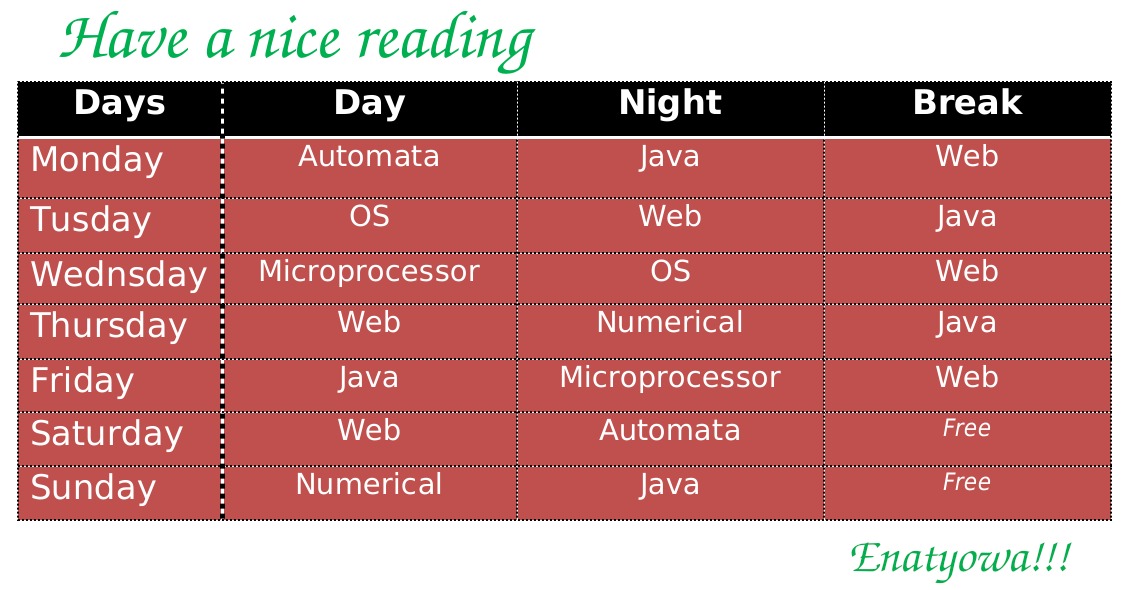 Have a nice reading
Days Day Night Break
Monday Automata Java Web
Tusday OS Web Java
Wednsday Microprocessor OS Web
Thursday Web Numerical Java
Friday Java Microprocessor Web
Saturday Web Automata Free
Sunday Numerical Java Free
Enatyowa!!!